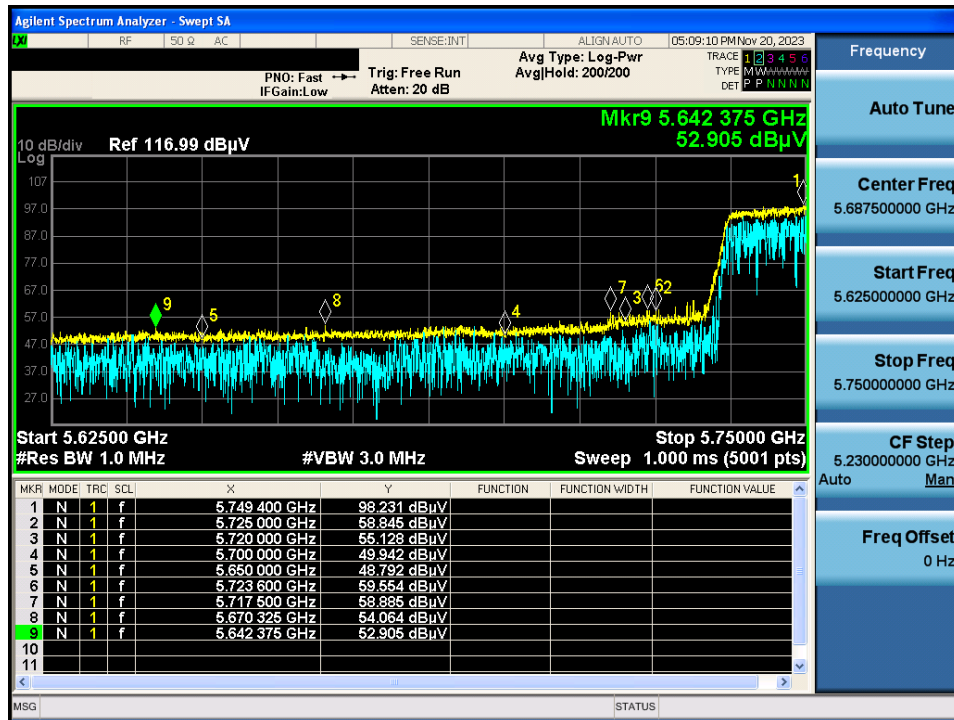 Agilent Spectrum Analyzer - Swept SA
LXI RF 50 Ω AC SENSE:INT ALIGN AUTO 05:09:10 PM Nov 20, 2023
Frequency
PNO: Fast Trig: Free Run Avg Type: Log-Pwr TRACE 1 2 3 4 5 6
IFGain:Low Atten: 20 dB Avg|Hold: 200/200 TYPE M
DET P P N N N N
Auto Tune
Mkr9 5.642 375 GHz
52.905 dBµV
10 dB/div Ref 116.99 dBµV
Log
107
97.0
87.0
77.0
67.0
57.0
47.0
37.0
27.0
1
9
5
8
4
7
3
5
2
Center Freq
5.687500000 GHz
Start Freq
5.625000000 GHz
Stop Freq
5.750000000 GHz
CF Step
5.230000000 GHz
Auto Man
Freq Offset
0 Hz
Start 5.62500 GHz Stop 5.75000 GHz
#Res BW 1.0 MHz #VBW 3.0 MHz Sweep 1.000 ms (5001 pts)
MKR MODE TRC SCL X Y FUNCTION FUNCTION WIDTH FUNCTION VALUE
1 N 1 f 5.749 400 GHz 98.231 dBµV
2 N 1 f 5.725 000 GHz 58.845 dBµV
3 N 1 f 5.720 000 GHz 55.128 dBµV
4 N 1 f 5.700 000 GHz 49.942 dBµV
5 N 1 f 5.650 000 GHz 48.792 dBµV
6 N 1 f 5.723 600 GHz 59.554 dBµV
7 N 1 f 5.717 500 GHz 58.885 dBµV
8 N 1 f 5.670 325 GHz 54.064 dBµV
9 N 1 f 5.642 375 GHz 52.905 dBµV
10
11
MSG STATUS